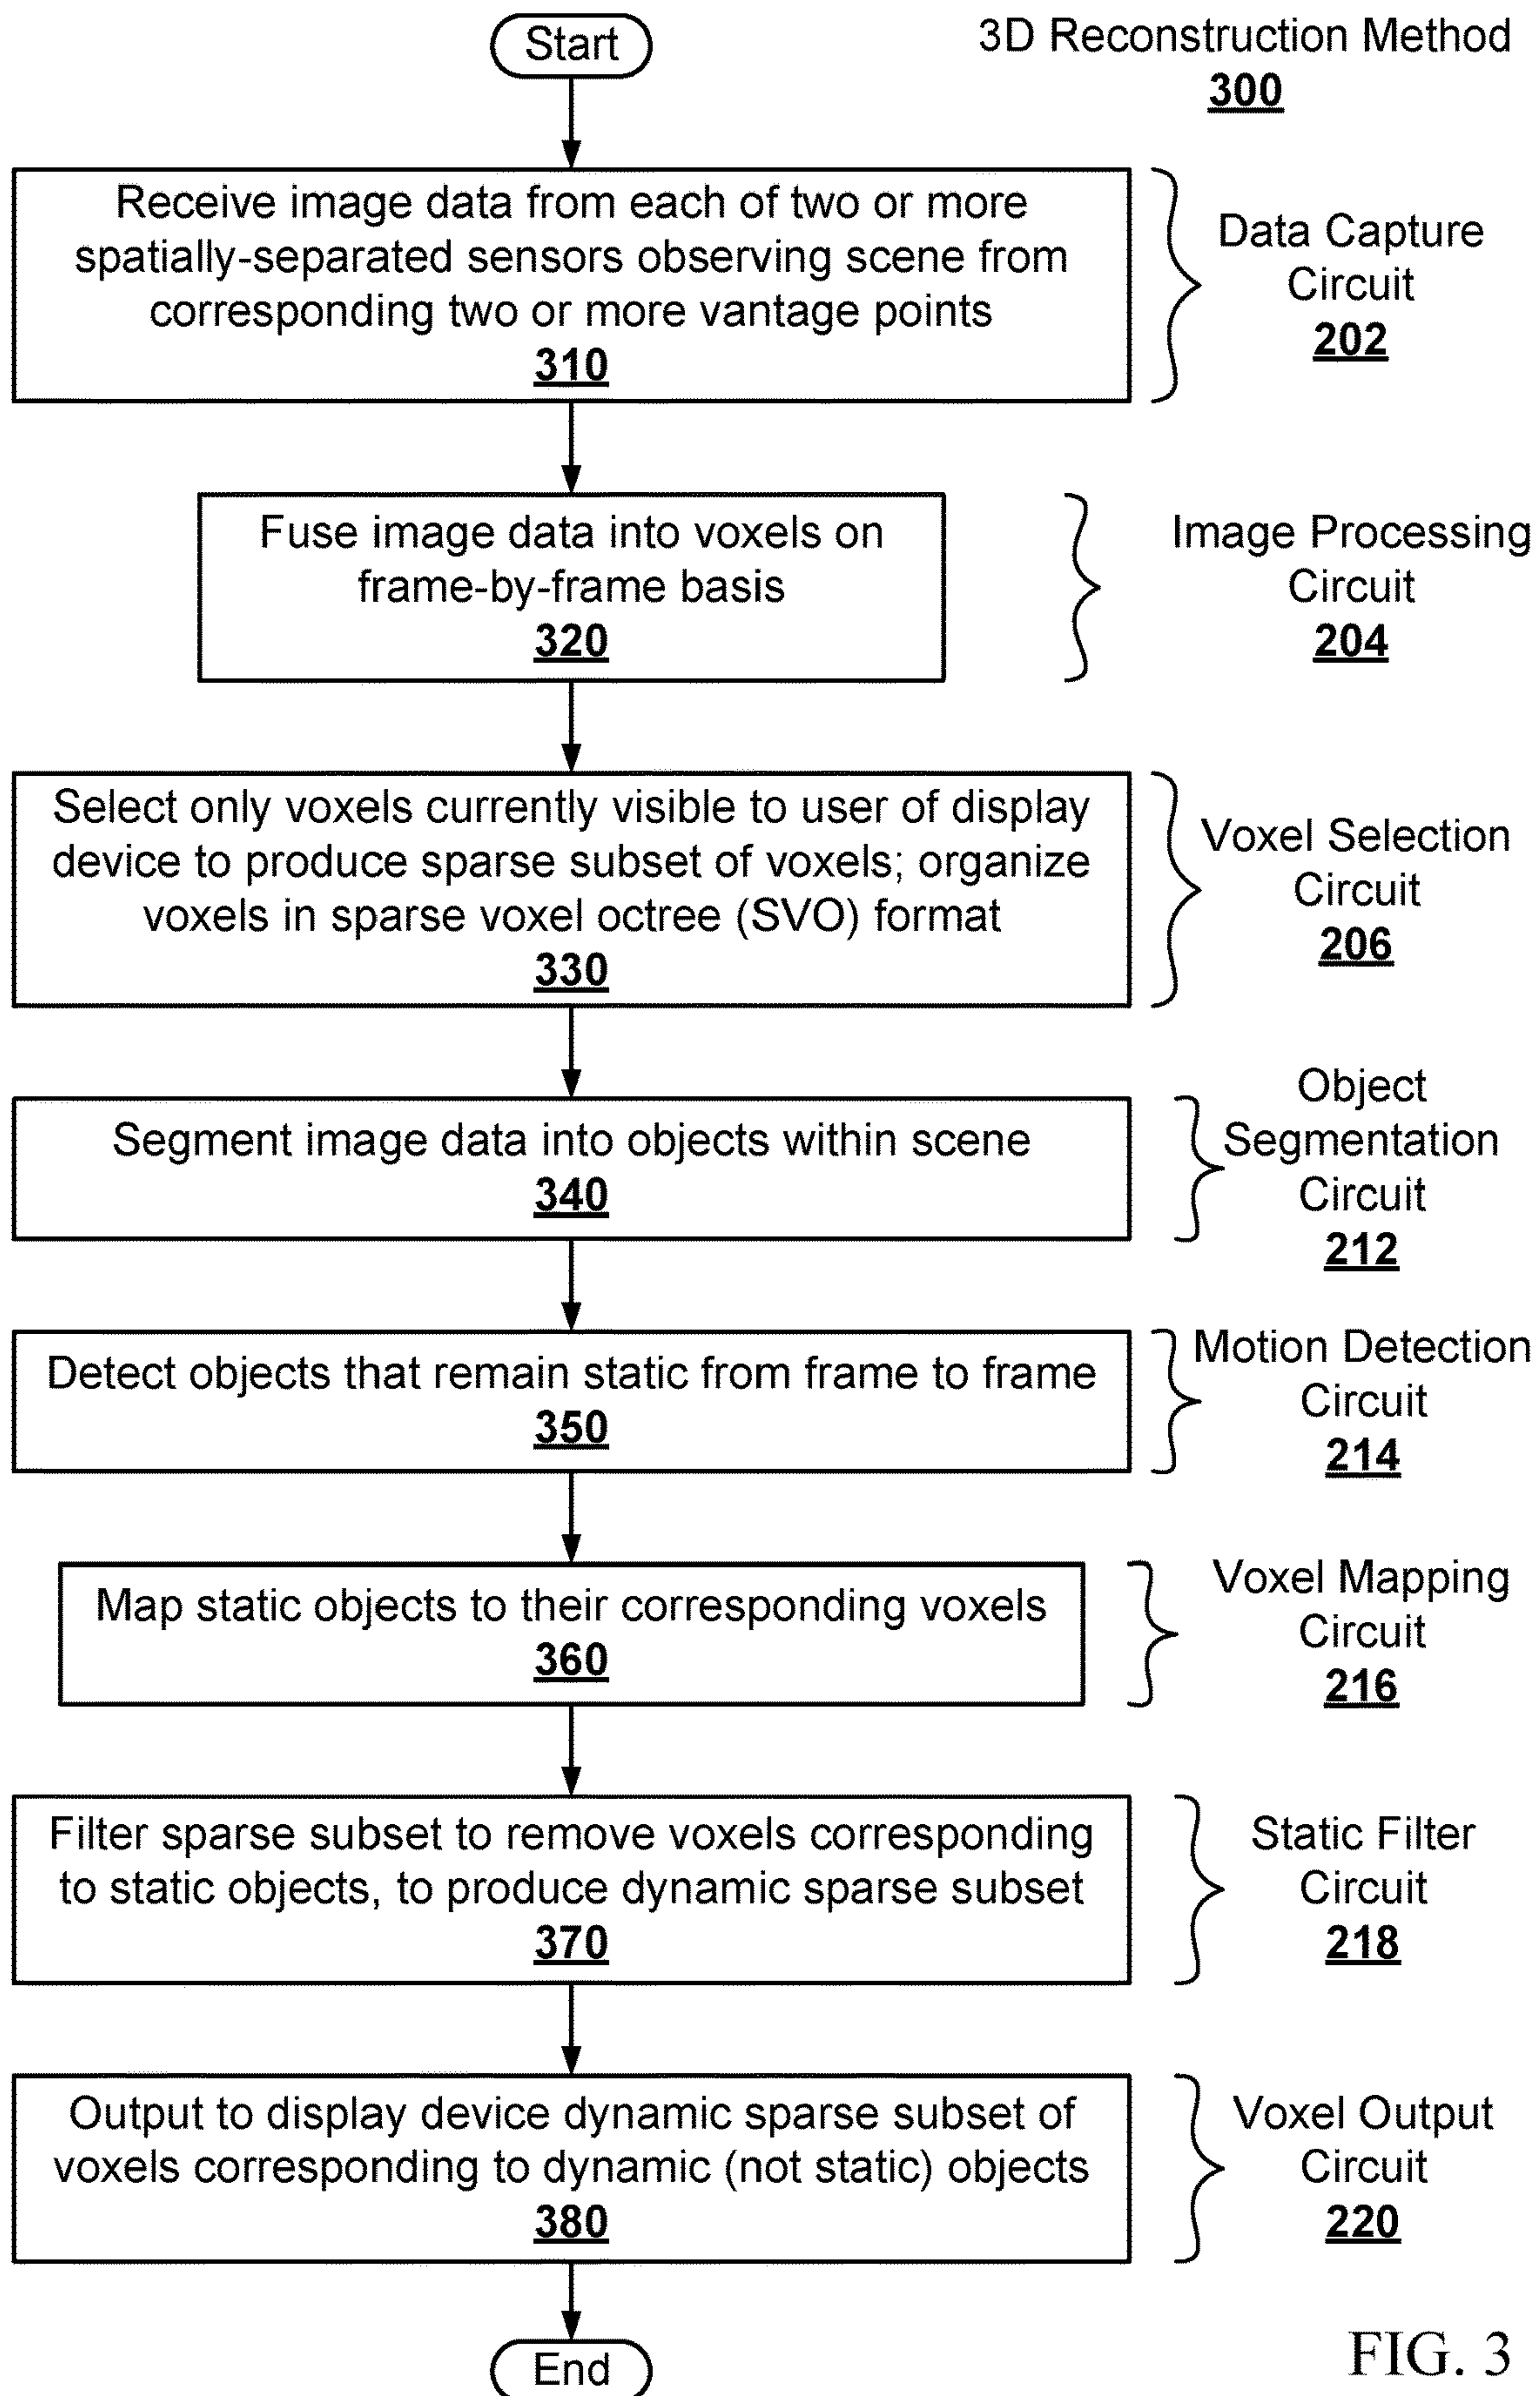 Start
3D Reconstruction Method
300
Receive image data from each of two or more
spatially-separated sensors observing scene from
corresponding two or more vantage points
310
Data Capture
Circuit
202
Fuse image data into voxels on
frame-by-frame basis
320
Image Processing
Circuit
204
Select only voxels currently visible to user of display
device to produce sparse subset of voxels; organize
voxels in sparse voxel octree (SVO) format
330
Voxel Selection
Circuit
206
Segment image data into objects within scene
340
Object
Segmentation
Circuit
212
Detect objects that remain static from frame to frame
350
Motion Detection
Circuit
214
Map static objects to their corresponding voxels
360
Voxel Mapping
Circuit
216
Filter sparse subset to remove voxels corresponding
to static objects, to produce dynamic sparse subset
370
Static Filter
Circuit
218
Output to display device dynamic sparse subset of
voxels corresponding to dynamic (not static) objects
380
Voxel Output
Circuit
220
End
FIG. 3